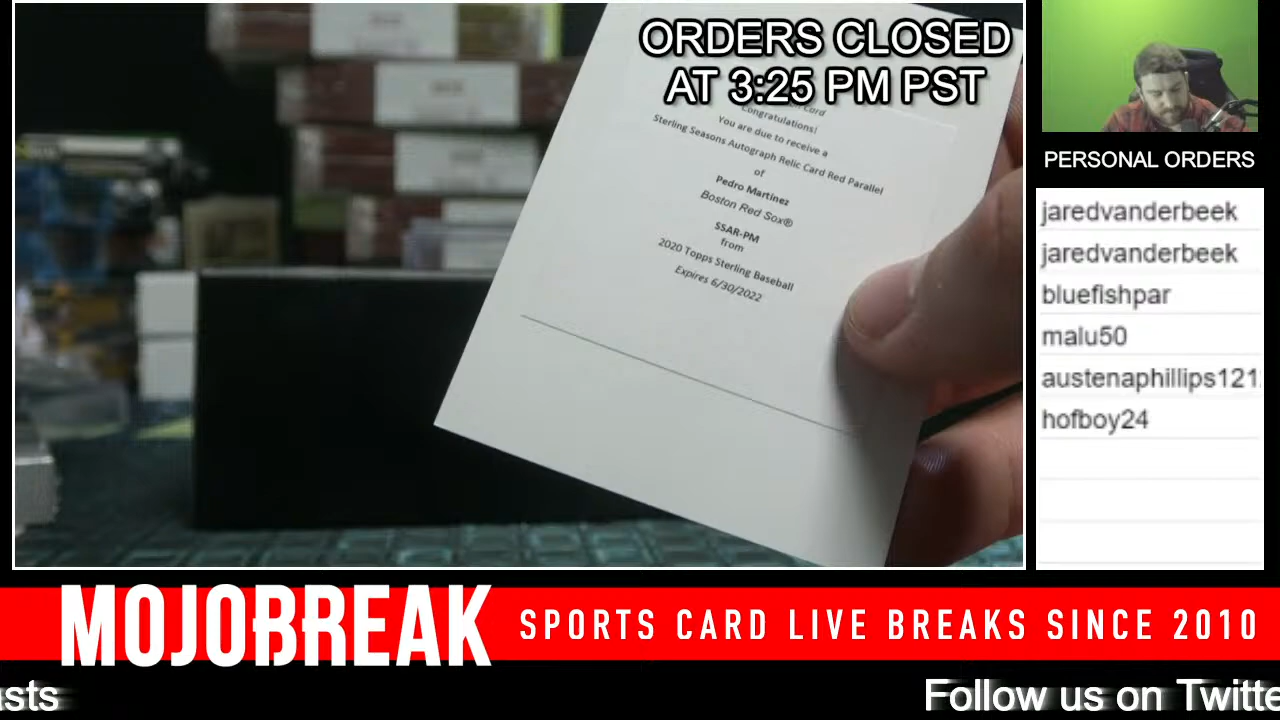 ORDERS CLOSED
AT 3:25 PM PST
Card
Congratulations!
You are due to receive a
Sterling Seasons Autograph Relic Card Red Parallel
of
Pedro Martinez
Boston Red Sox®
SSAR-PM
from
2020 Topps Sterling Baseball
Expires 6/30/2022
PERSONAL ORDERS
jaredvanderbeek
jaredvanderbeek
bluefishpar
malu50
austenaphillips121
hofboy24
MOJOBREAK
SPORTS CARD LIVE BREAKS SINCE 2010
asts
Follow us on Twitte